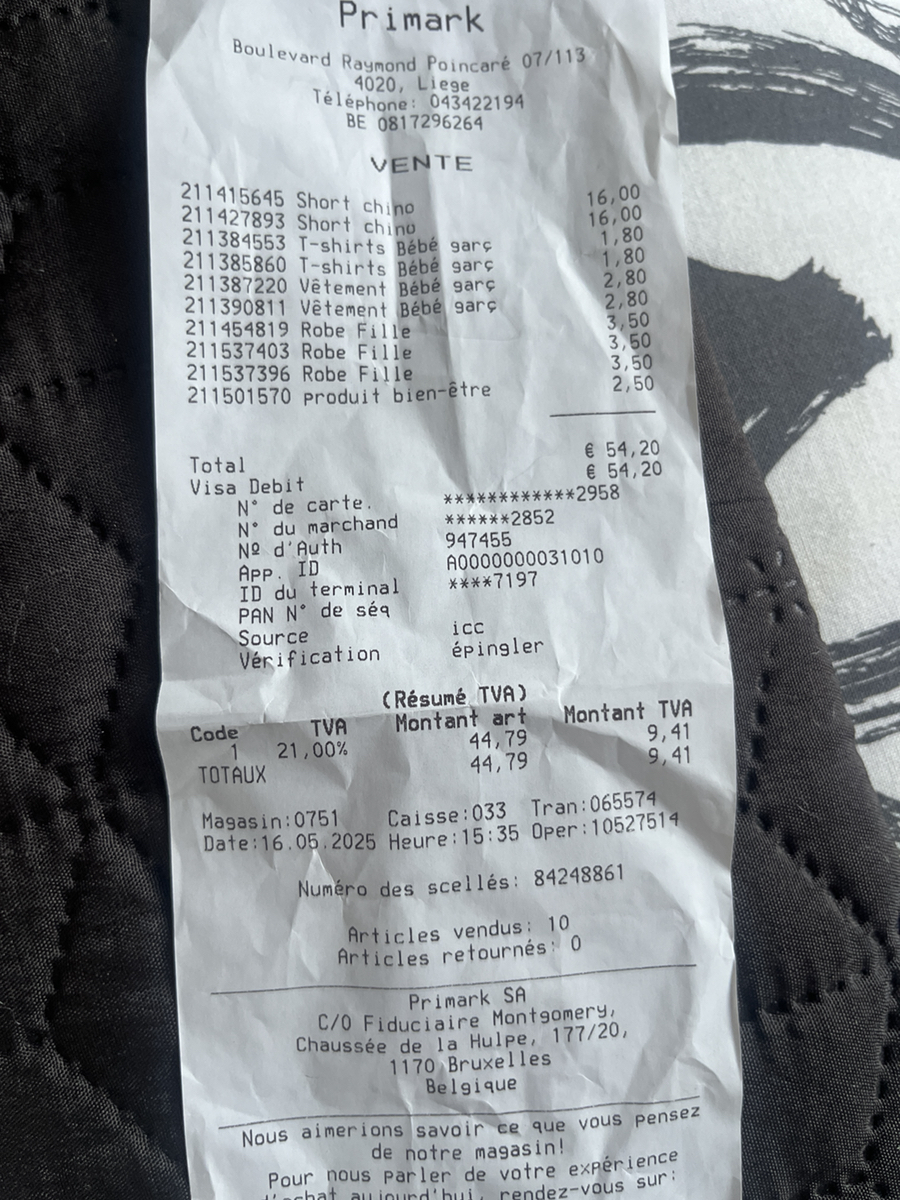 Primark
Boulevard Raymond Poincaré 07/113
4020, Liege
Téléphone: 043422194
BE 0817296264
VENTE
211415645 Short chino 16,00
211427893 Short chino 16,00
211384553 T-shirts Bébé garç 1,80
211385860 T-shirts Bébé garç 1,80
211387220 Vêtement Bébé garç 2,80
211390811 Vêtement Bébé garç 2,80
211454819 Robe Fille 3,50
211537403 Robe Fille 3,50
211537396 Robe Fille 3,50
211501570 produit bien-être 2,50
Total € 54,20
Visa Debit € 54,20
N° de carte. ************2958
N° du marchand ******2852
Nº d'Auth 947455
App. ID A0000000031010
ID du terminal ****7197
PAN N° de séq
Source icc
Vérification épingler
(Résumé TVA)
Code TVA Montant art Montant TVA
1 21,00% 44,79 9,41
TOTAUX 44,79 9,41
Magasin:0751 Caisse:033 Tran:065574
Date:16.05.2025 Heure:15:35 Oper:10527514
Numéro des scellés: 84248861
Articles vendus: 10
Articles retournés: 0
Primark SA
C/O Fiduciaire Montgomery,
Chaussée de la Hulpe, 177/20,
1170 Bruxelles
Belgique
Nous aimerions savoir ce que vous pensez
de notre magasin!
Pour nous parler de votre expérience
d'achat aujourd'hui, rendez-vous sur: